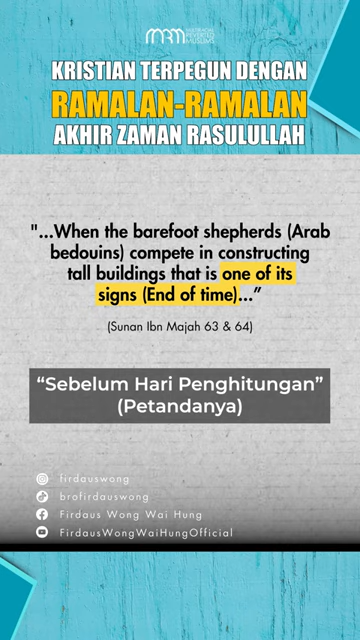 mrm
MUSLIMS
KRISTIAN TERPEGUN DENGAN
RAMALAN-RAMALAN
AKHIR ZAMAN RASULULLAH
"...When the barefoot shepherds (Arab
bedouins) compete in constructing
tall buildings that is one of its
signs (End of time)...”
(Sunan Ibn Majah 63 & 64)
“Sebelum Hari Penghitungan”
(Petandanya)
firdauswong
brofirdauswong
Firdaus Wong Wai Hung
FirdausWongWaiHungOfficial